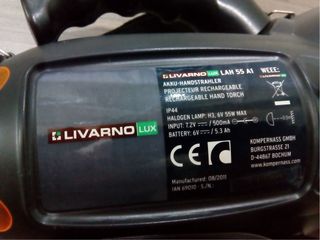 LIVARNO LUX
LIVARNO LUX LAH 55 A1
WEEE:
AKKU-HANDSTRAHLER
PROJECTEUR RECHARGEABLE
RECHARGEABLE HAND TORCH
IP44
HALOGEN LAMP: H3, 6V 55W MAX
INPUT: 7.2V ⎓ / 500mA
BATTERY: 6V ⎓ / 5.3 Ah
CE
KOMPERNASS GMBH
BURGSTRASSE 21
D-44867 BOCHUM
www.kompernass.com
Manufactured: 08/2011
IAN 69010 · S/N: